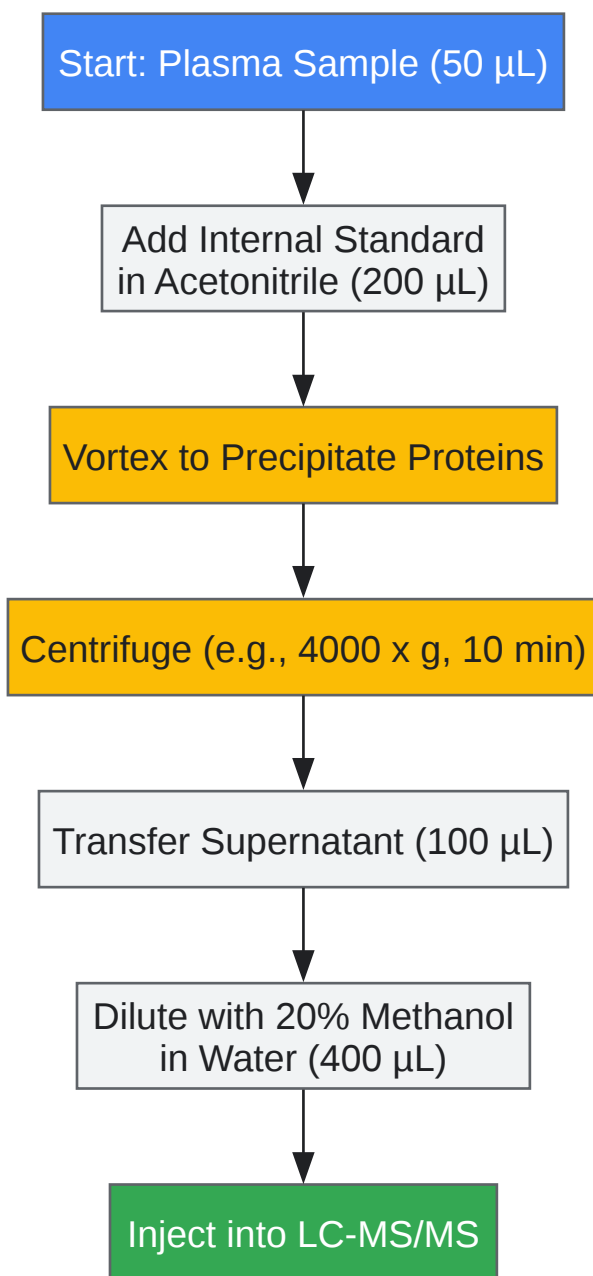 Start: Plasma Sample (50 µL)
Add Internal Standard
in Acetonitrile (200 µL)
Vortex to Precipitate Proteins
Centrifuge (e.g., 4000 x g, 10 min)
Transfer Supernatant (100 µL)
Dilute with 20% Methanol
in Water (400 µL)
Inject into LC-MS/MS